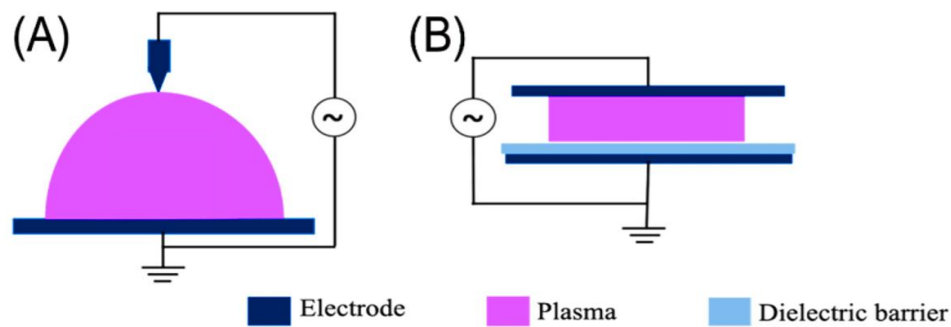 (A)
(B)
~
~
Electrode
Plasma
Dielectric barrier